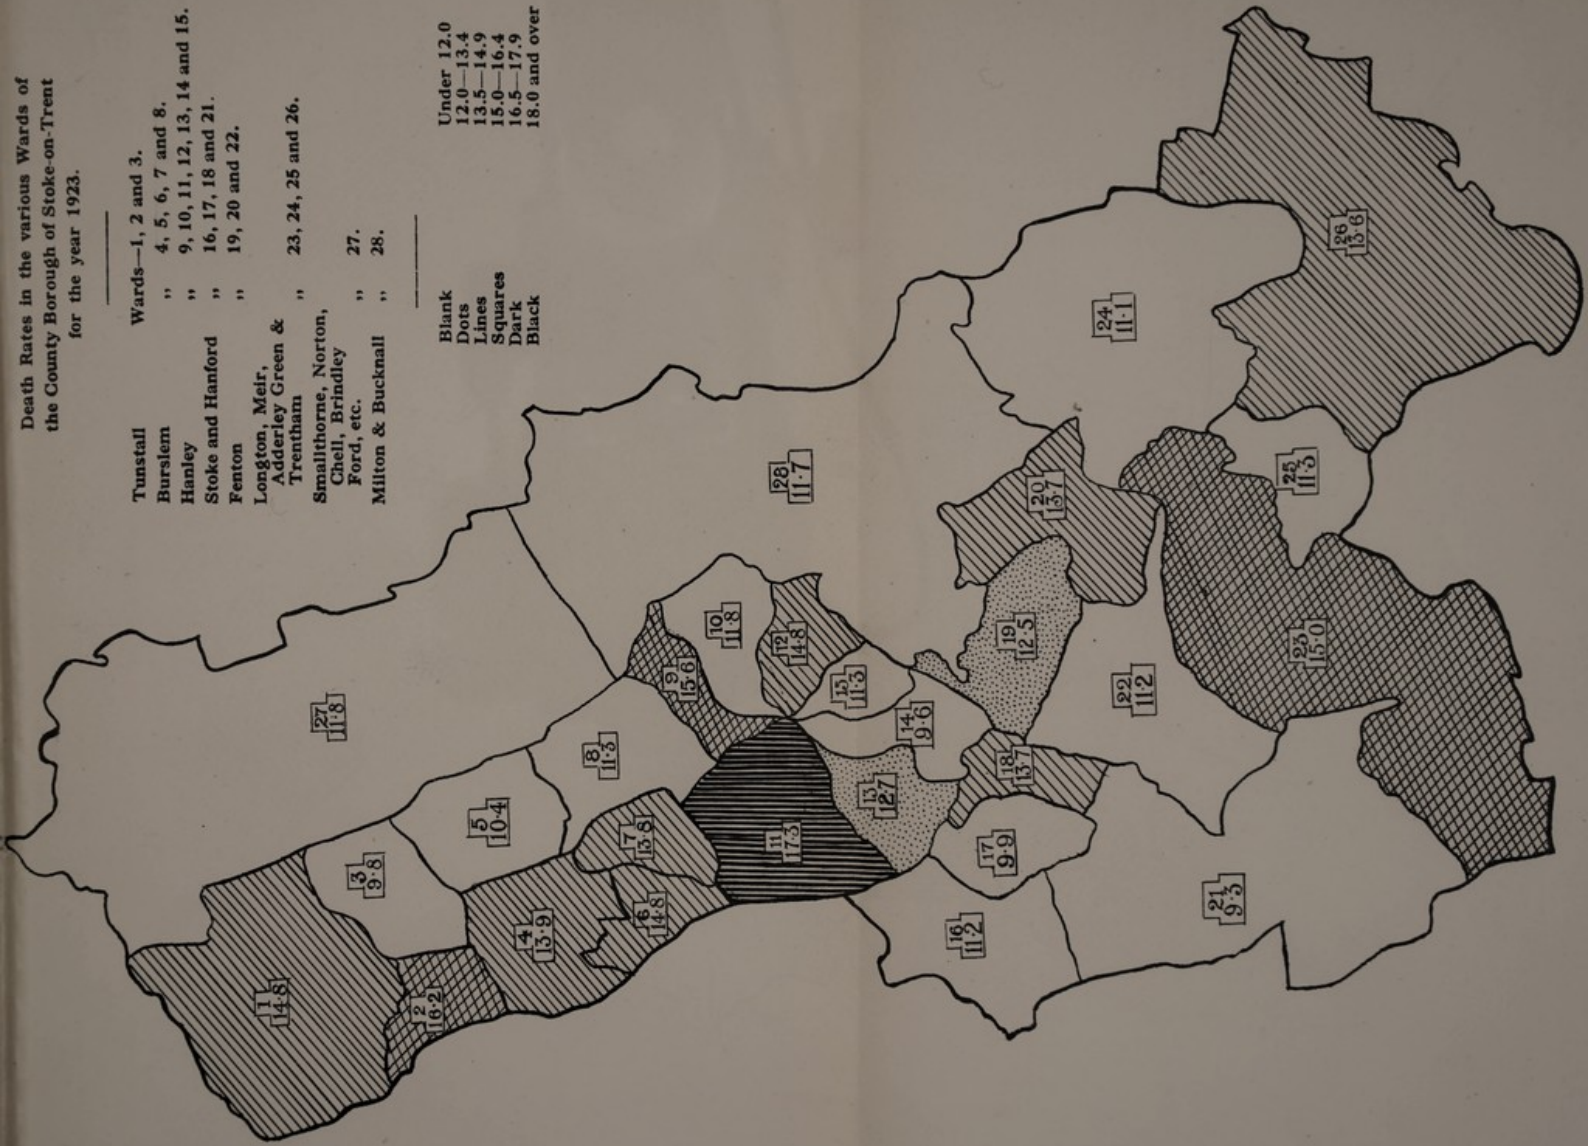 Death Rates in the various Wards of
the County Borough of Stoke-on-Trent
for the year 1923.
Tunstall Wards—1, 2 and 3.
Burslem ,, 4, 5, 6, 7 and 8.
Hanley ,, 9, 10, 11, 12, 13, 14 and 15.
Stoke and Hanford ,, 16, 17, 18 and 21.
Fenton ,, 19, 20 and 22.
Longton, Meir,
Adderley Green &
Trentham ,, 23, 24, 25 and 26.
Smallthorne, Norton,
Chell, Brindley
Ford, etc. ,, 27.
Milton & Bucknall ,, 28.
Blank Under 12.0
Dots 12.0—13.4
Lines 13.5—14.9
Squares 15.0—16.4
Dark 16.5—17.9
Black 18.0 and over
1
14·8
2
16·2
3
9·8
27
11·8
4
13·9
5
10·4
8
11·3
7
13·8
6
14·8
9
15·6
10
11·8
28
11·7
11
17·3
12
14·8
15
11·3
13
12·7
14
9·6
16
11·2
17
9·9
18
13·7
19
12·5
20
13·7
24
11·1
22
11·2
21
9·3
23
15·0
25
11·3
26
13·6